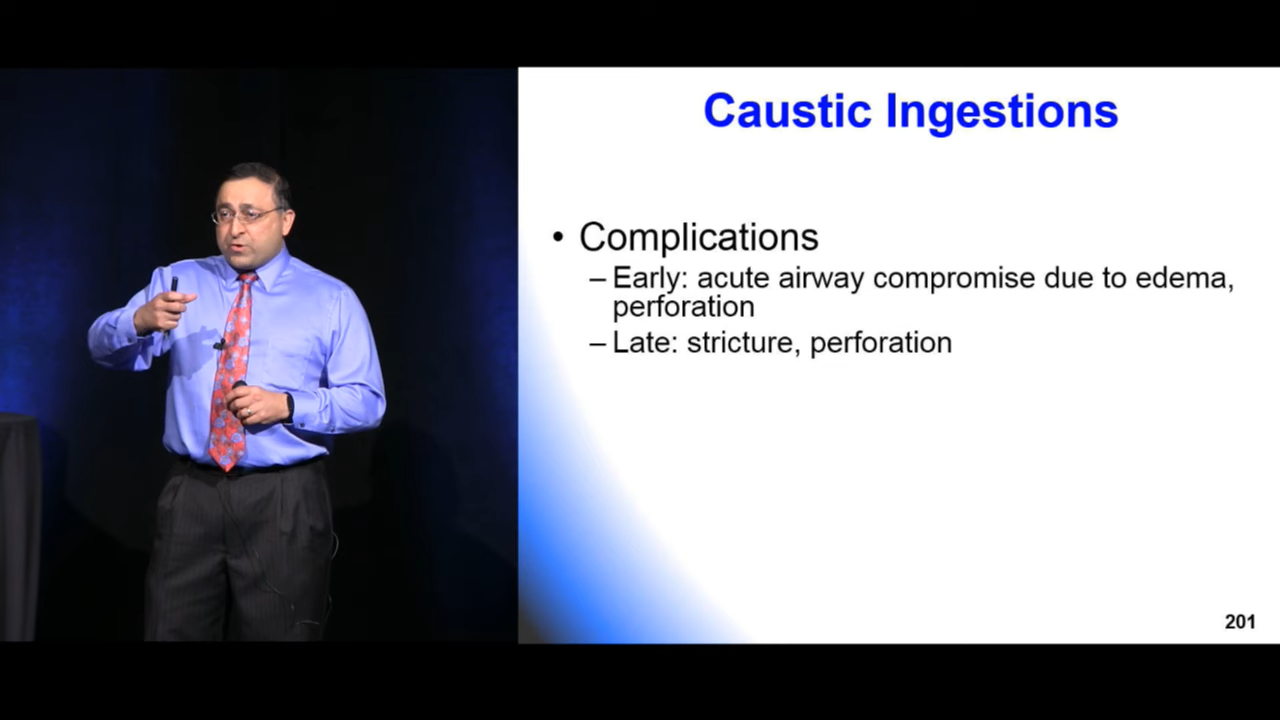 Caustic Ingestions
• Complications
– Early: acute airway compromise due to edema,
perforation
– Late: stricture, perforation
201